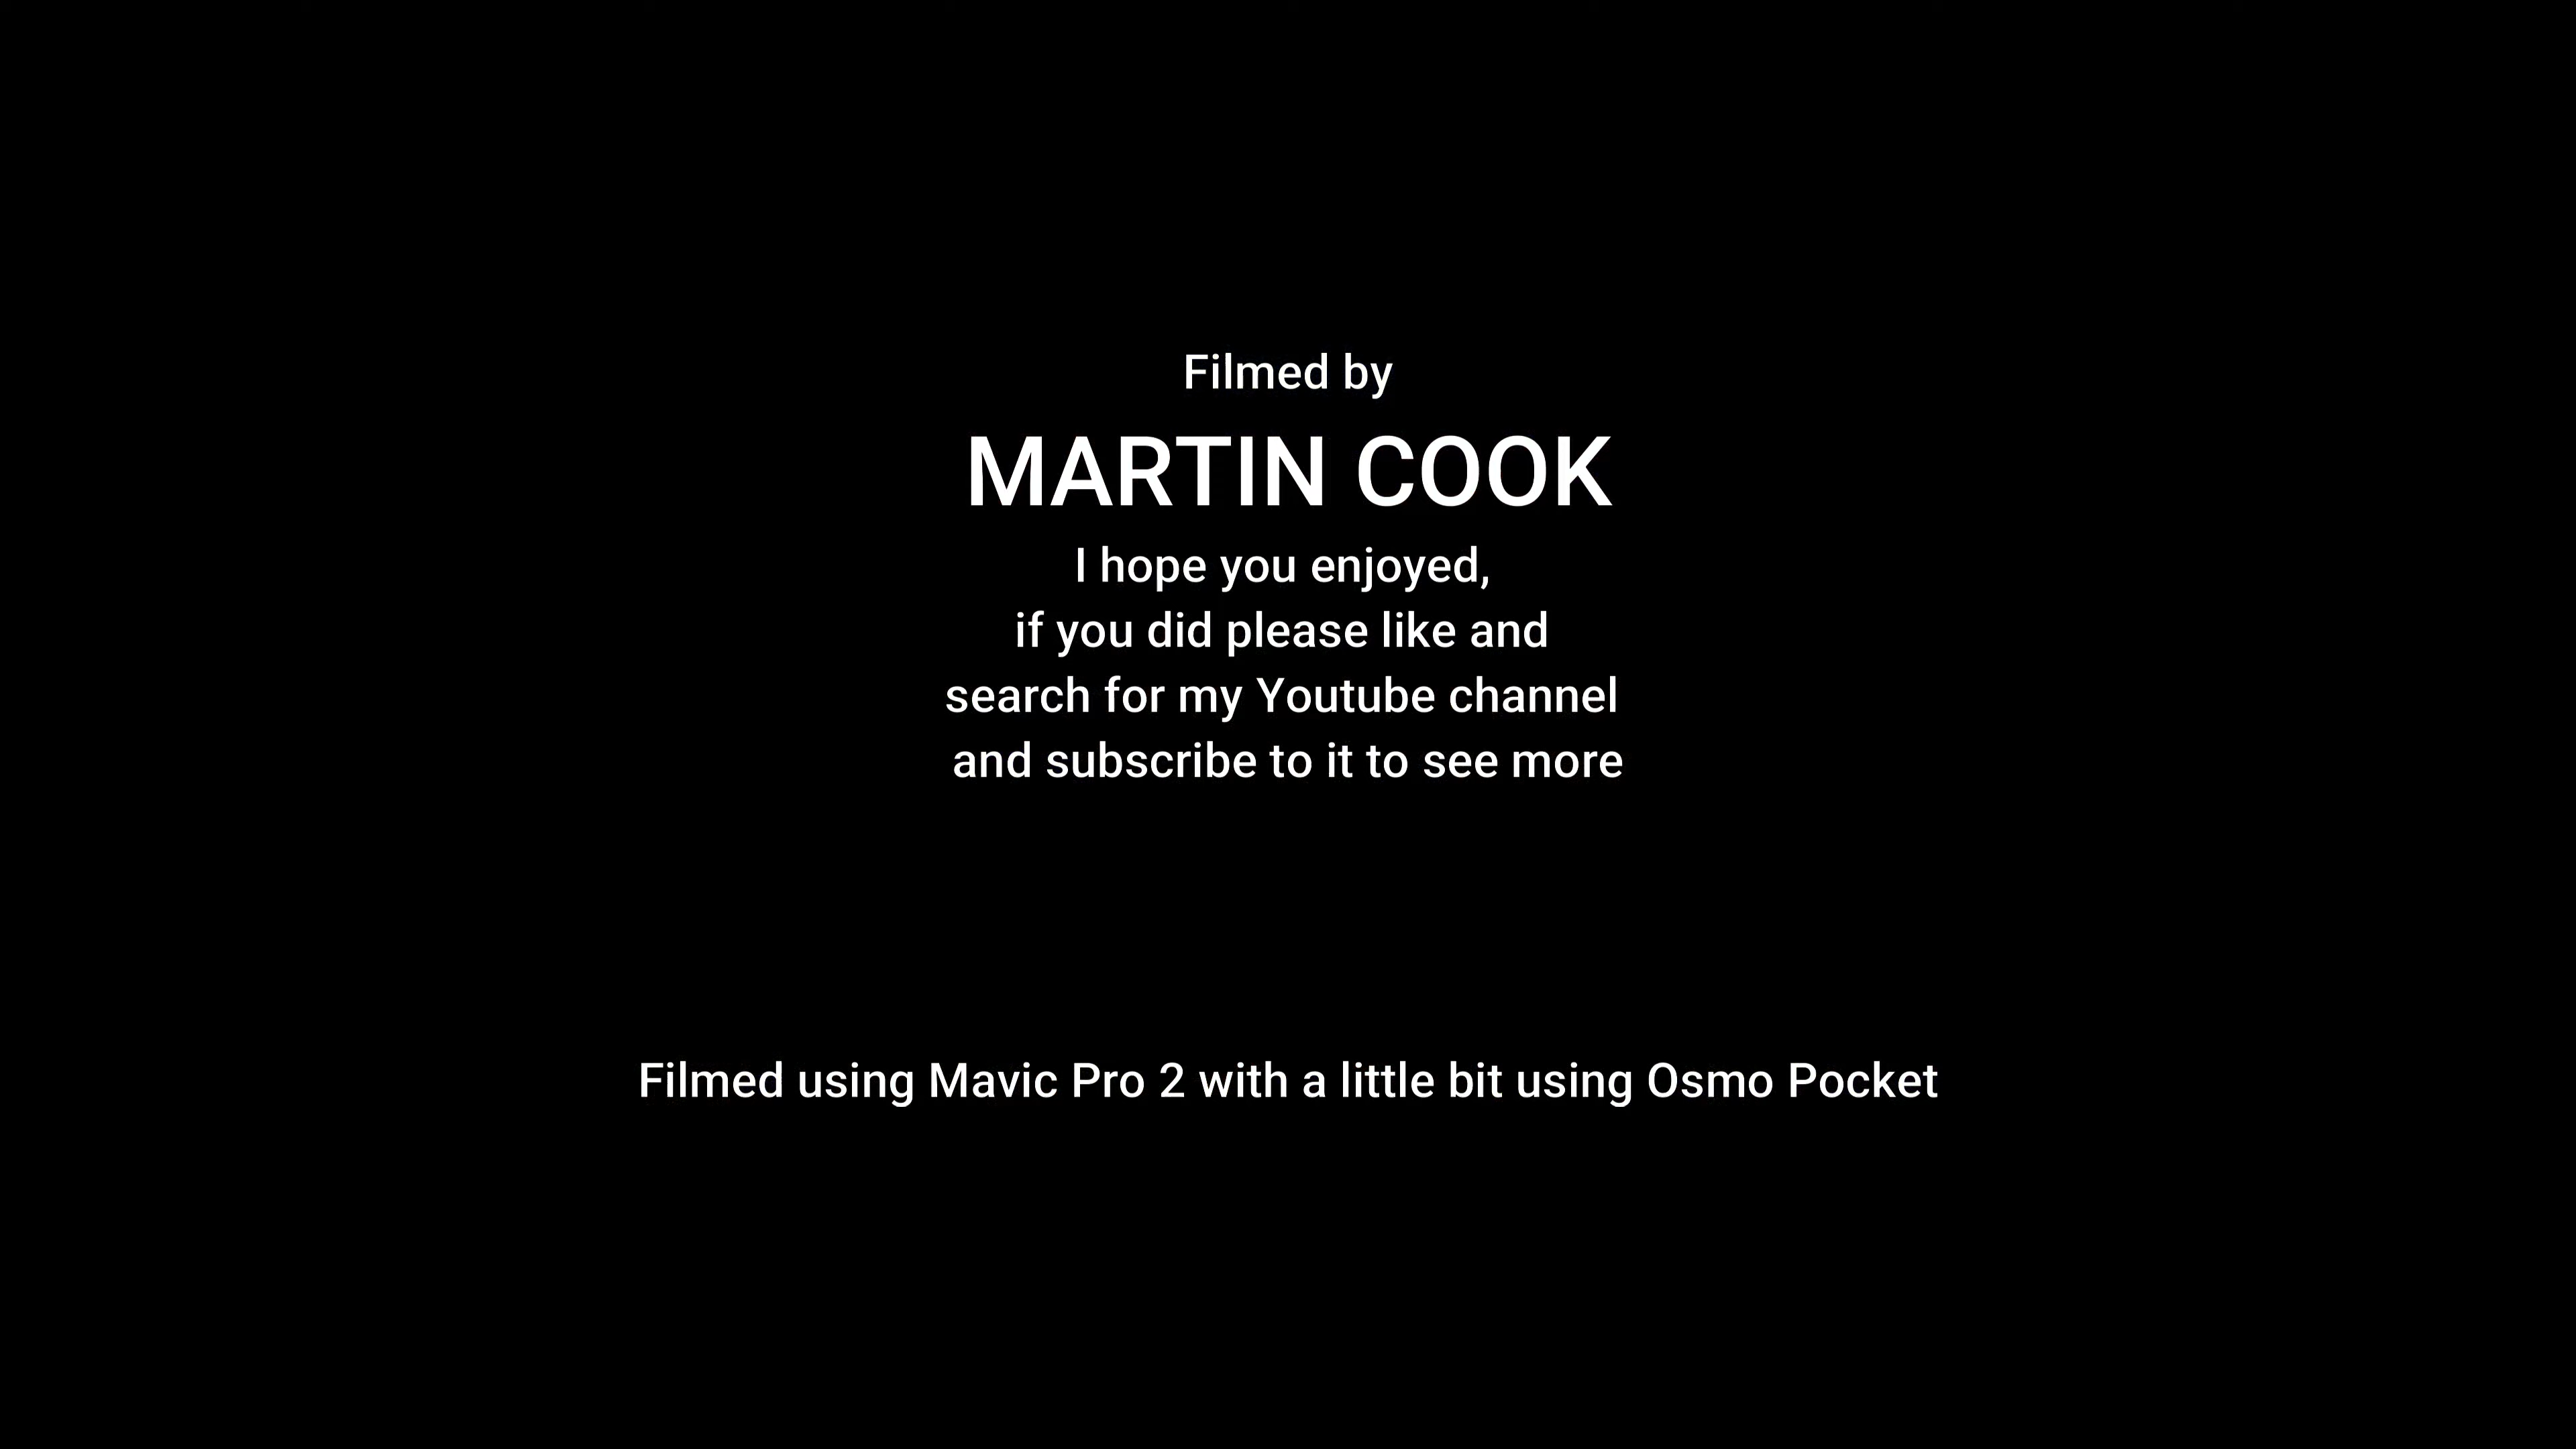 Filmed by
MARTIN COOK
I hope you enjoyed,
if you did please like and
search for my Youtube channel
and subscribe to it to see more
Filmed using Mavic Pro 2 with a little bit using Osmo Pocket